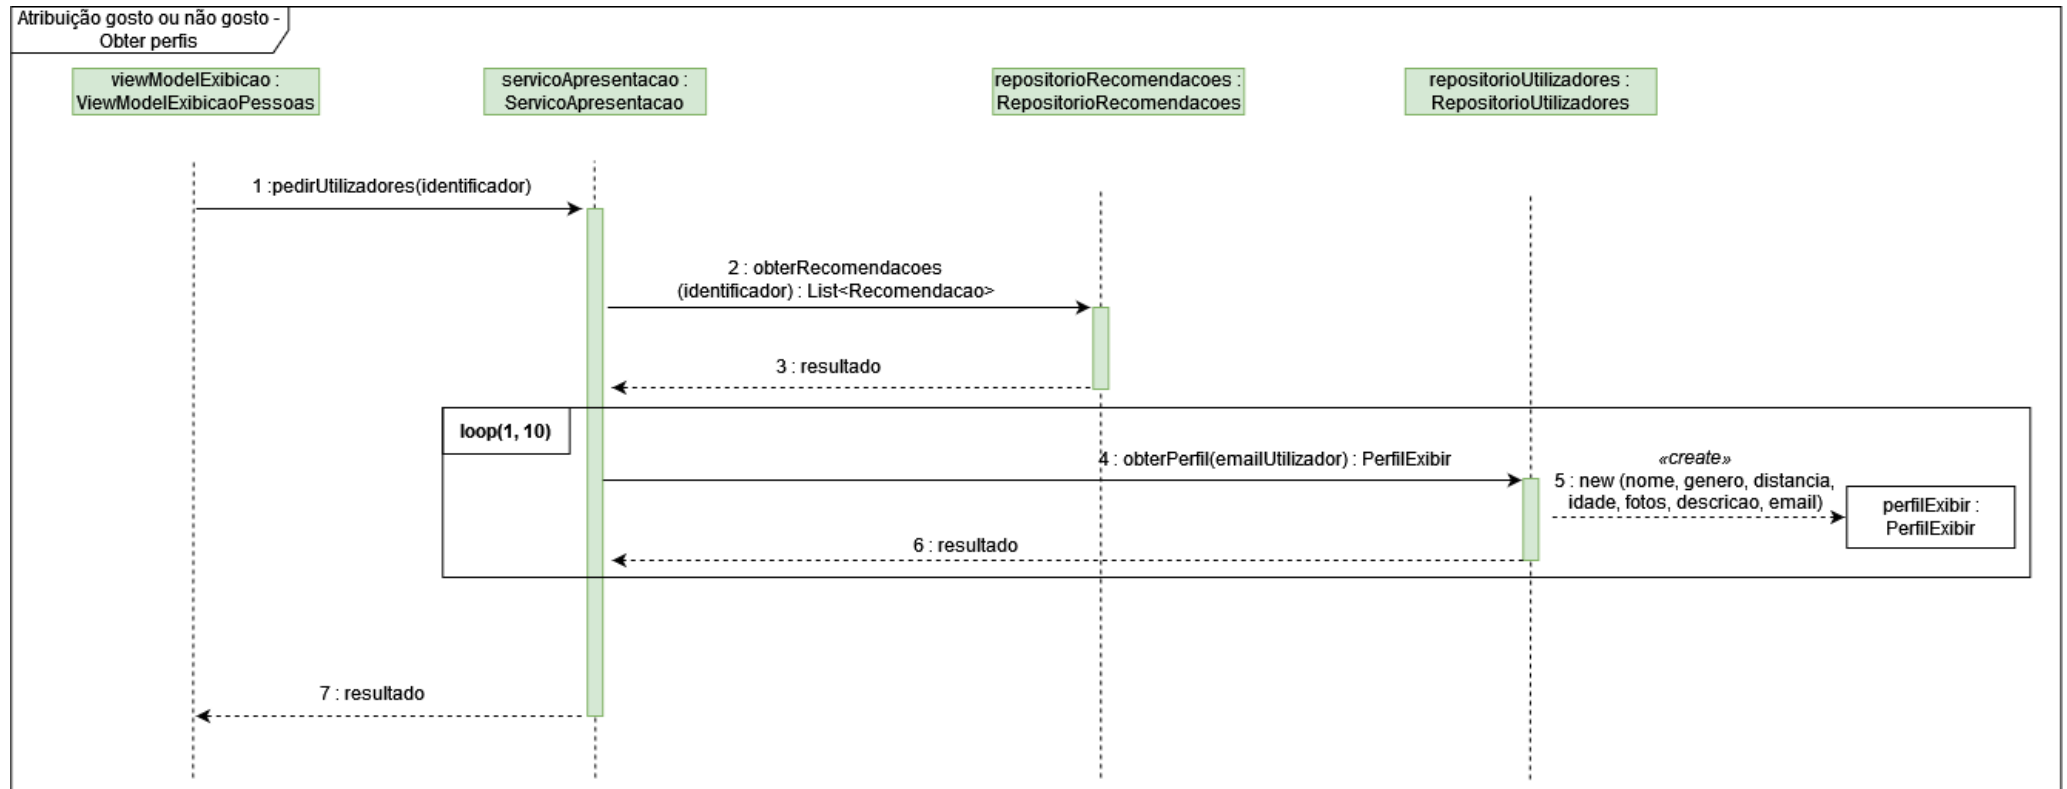 Atribuição gosto ou não gosto -
Obter perfis
viewModelExibicao :
ViewModelExibicaoPessoas
servicoApresentacao :
ServicoApresentacao
repositorioRecomendacoes :
RepositorioRecomendacoes
repositorioUtilizadores :
RepositorioUtilizadores
1 :pedirUtilizadores(identificador)
2 : obterRecomendacoes
(identificador) : List<Recomendacao>
3 : resultado
loop(1, 10)
4 : obterPerfil(emailUtilizador) : PerfilExibir
«create»
5 : new (nome, genero, distancia,
idade, fotos, descricao, email)
perfilExibir :
PerfilExibir
6 : resultado
7 : resultado